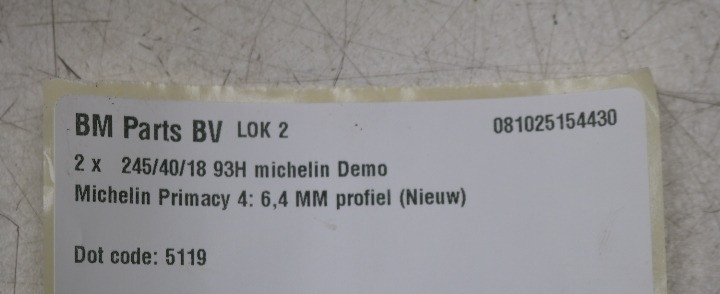 BM Parts BV LOK 2 081025154430
2 x 245/40/18 93H michelin Demo
Michelin Primacy 4: 6,4 MM profiel (Nieuw)
Dot code: 5119